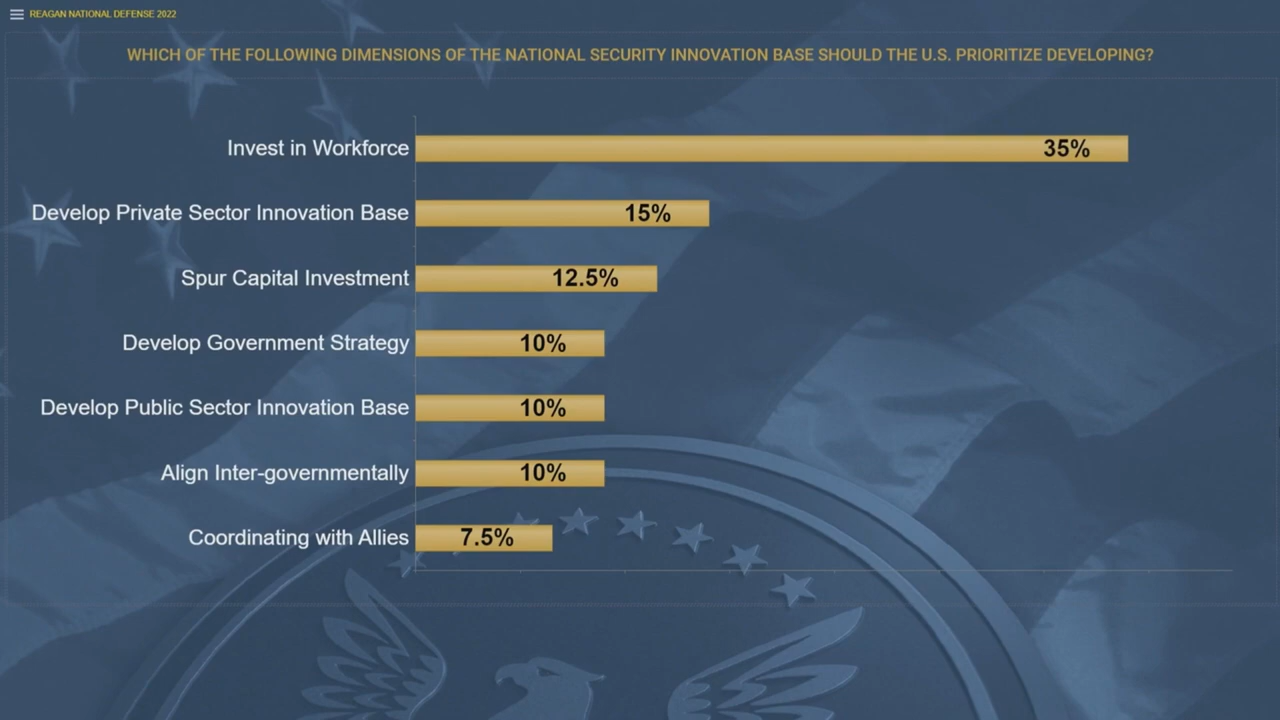 REAGAN NATIONAL DEFENSE 2022
WHICH OF THE FOLLOWING DIMENSIONS OF THE NATIONAL SECURITY INNOVATION BASE SHOULD THE U.S. PRIORITIZE DEVELOPING?
Invest in Workforce 35%
Develop Private Sector Innovation Base 15%
Spur Capital Investment 12.5%
Develop Government Strategy 10%
Develop Public Sector Innovation Base 10%
Align Inter-governmentally 10%
Coordinating with Allies 7.5%